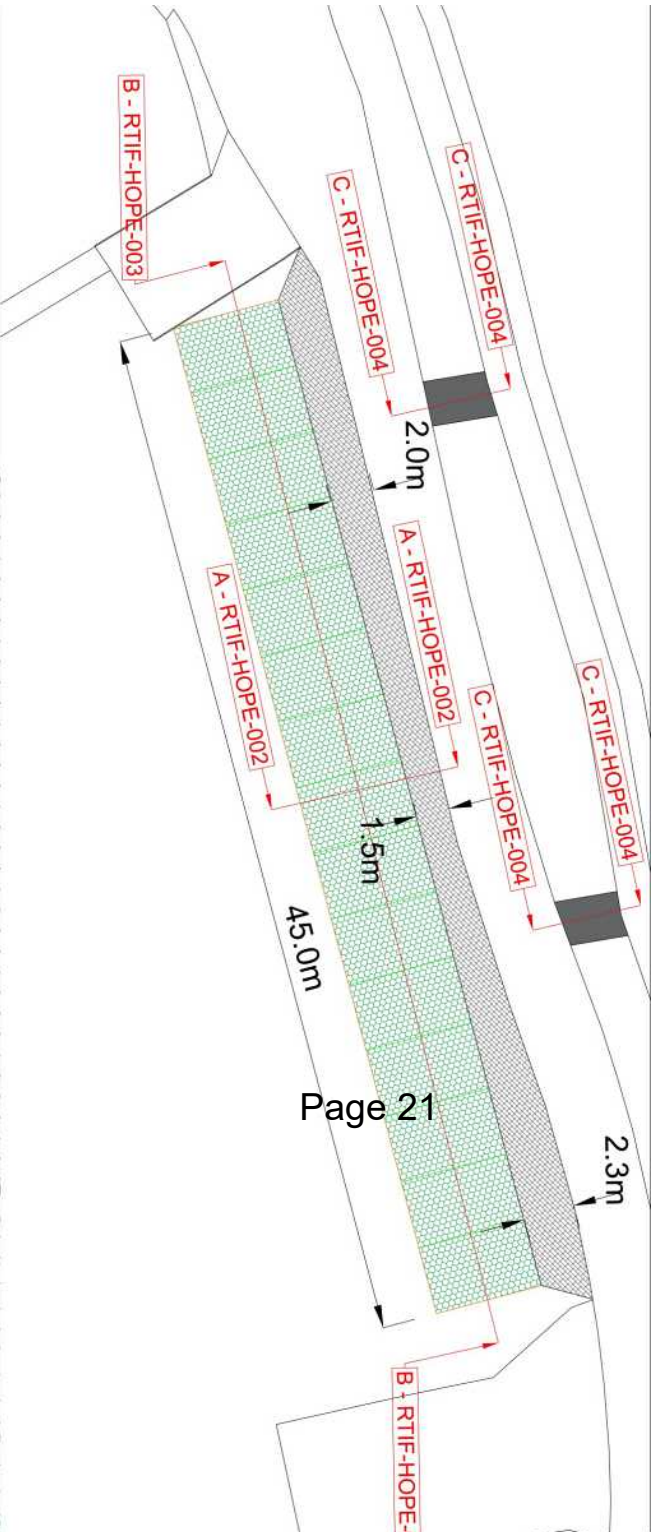 B - RTIF-HOPE-003
C - RTIF-HOPE-004
C - RTIF-HOPE-004
2.0m
A - RTIF-HOPE-002
A - RTIF-HOPE-002
C - RTIF-HOPE-004
C - RTIF-HOPE-004
1.5m
45.0m
Page 21
2.3m
B - RTIF-HOPE-